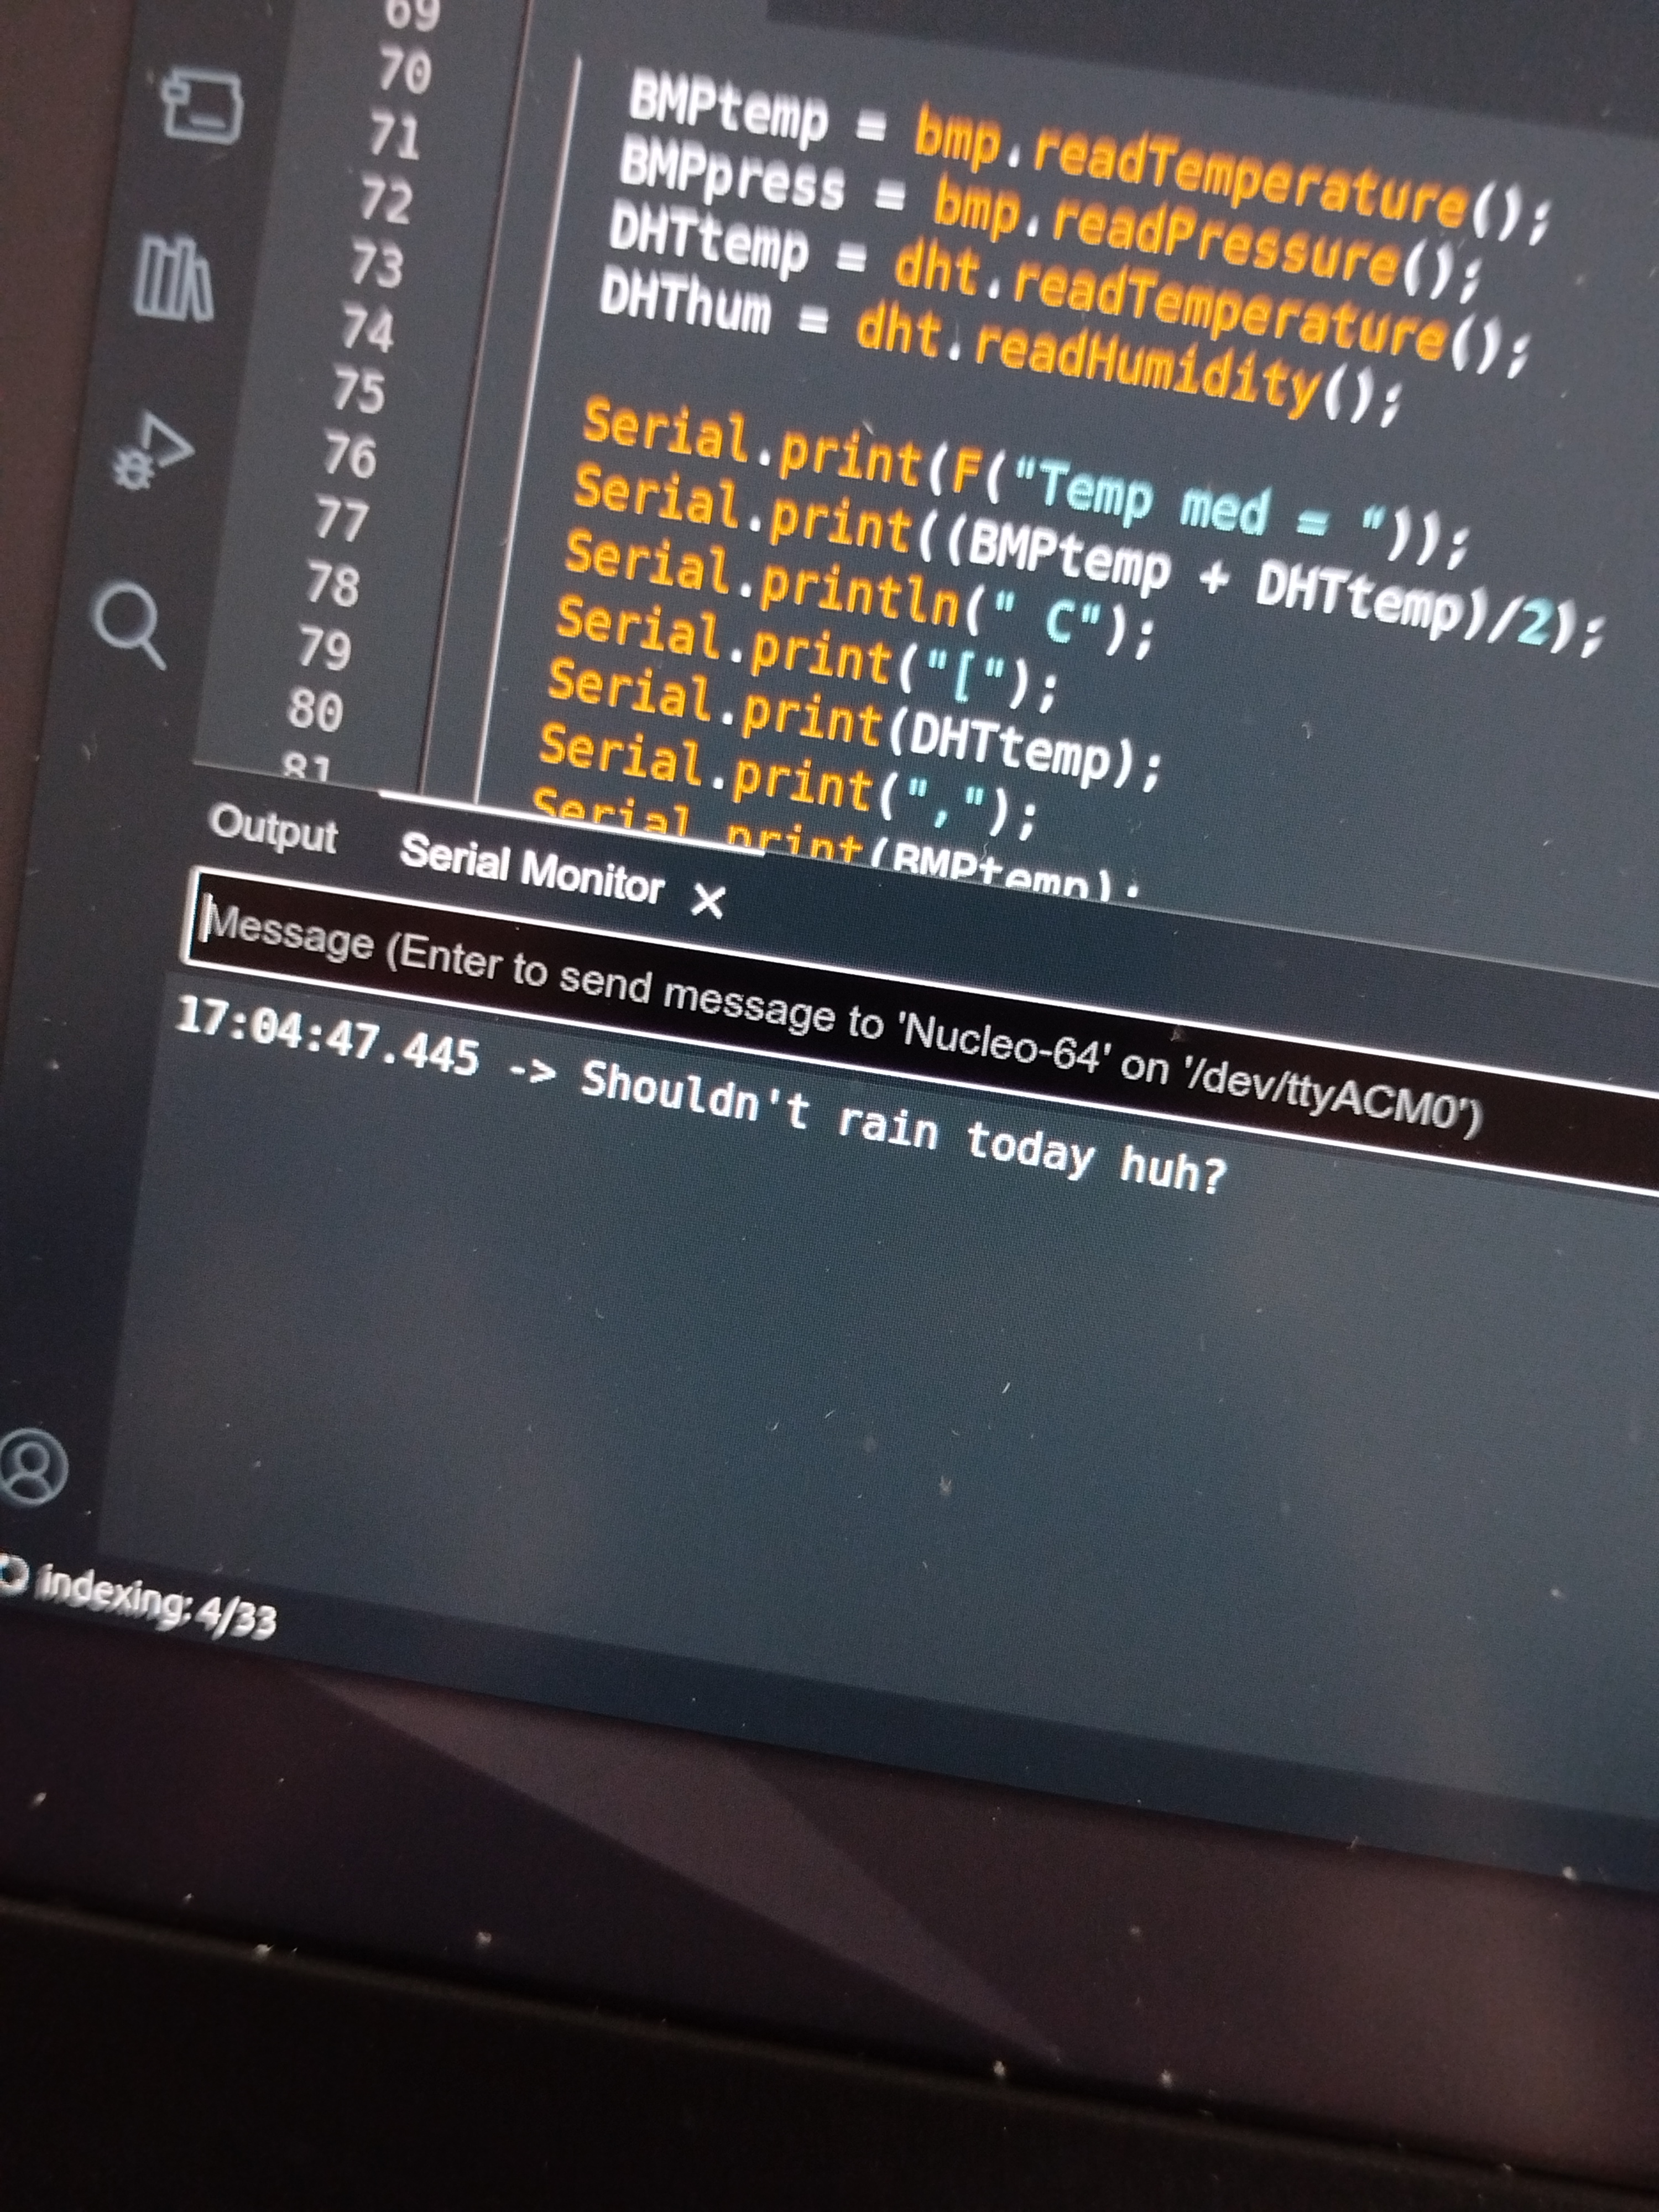 69
70
71 BMPtemp = bmp.readTemperature();
72 BMPpress = bmp.readPressure();
73 DHTtemp = dht.readTemperature();
74 DHThum = dht.readHumidity();
75
76 Serial.print(F("Temp med = "));
77 Serial.print((BMPtemp + DHTtemp)/2);
78 Serial.println(" C");
79 Serial.print("[");
80 Serial.print(DHTtemp);
81 Serial.print(",");
Serial.print(BMPtemp);
Output Serial Monitor X
Message (Enter to send message to 'Nucleo-64' on '/dev/ttyACM0')
17:04:47.445 -> Shouldn't rain today huh?
indexing: 4/33